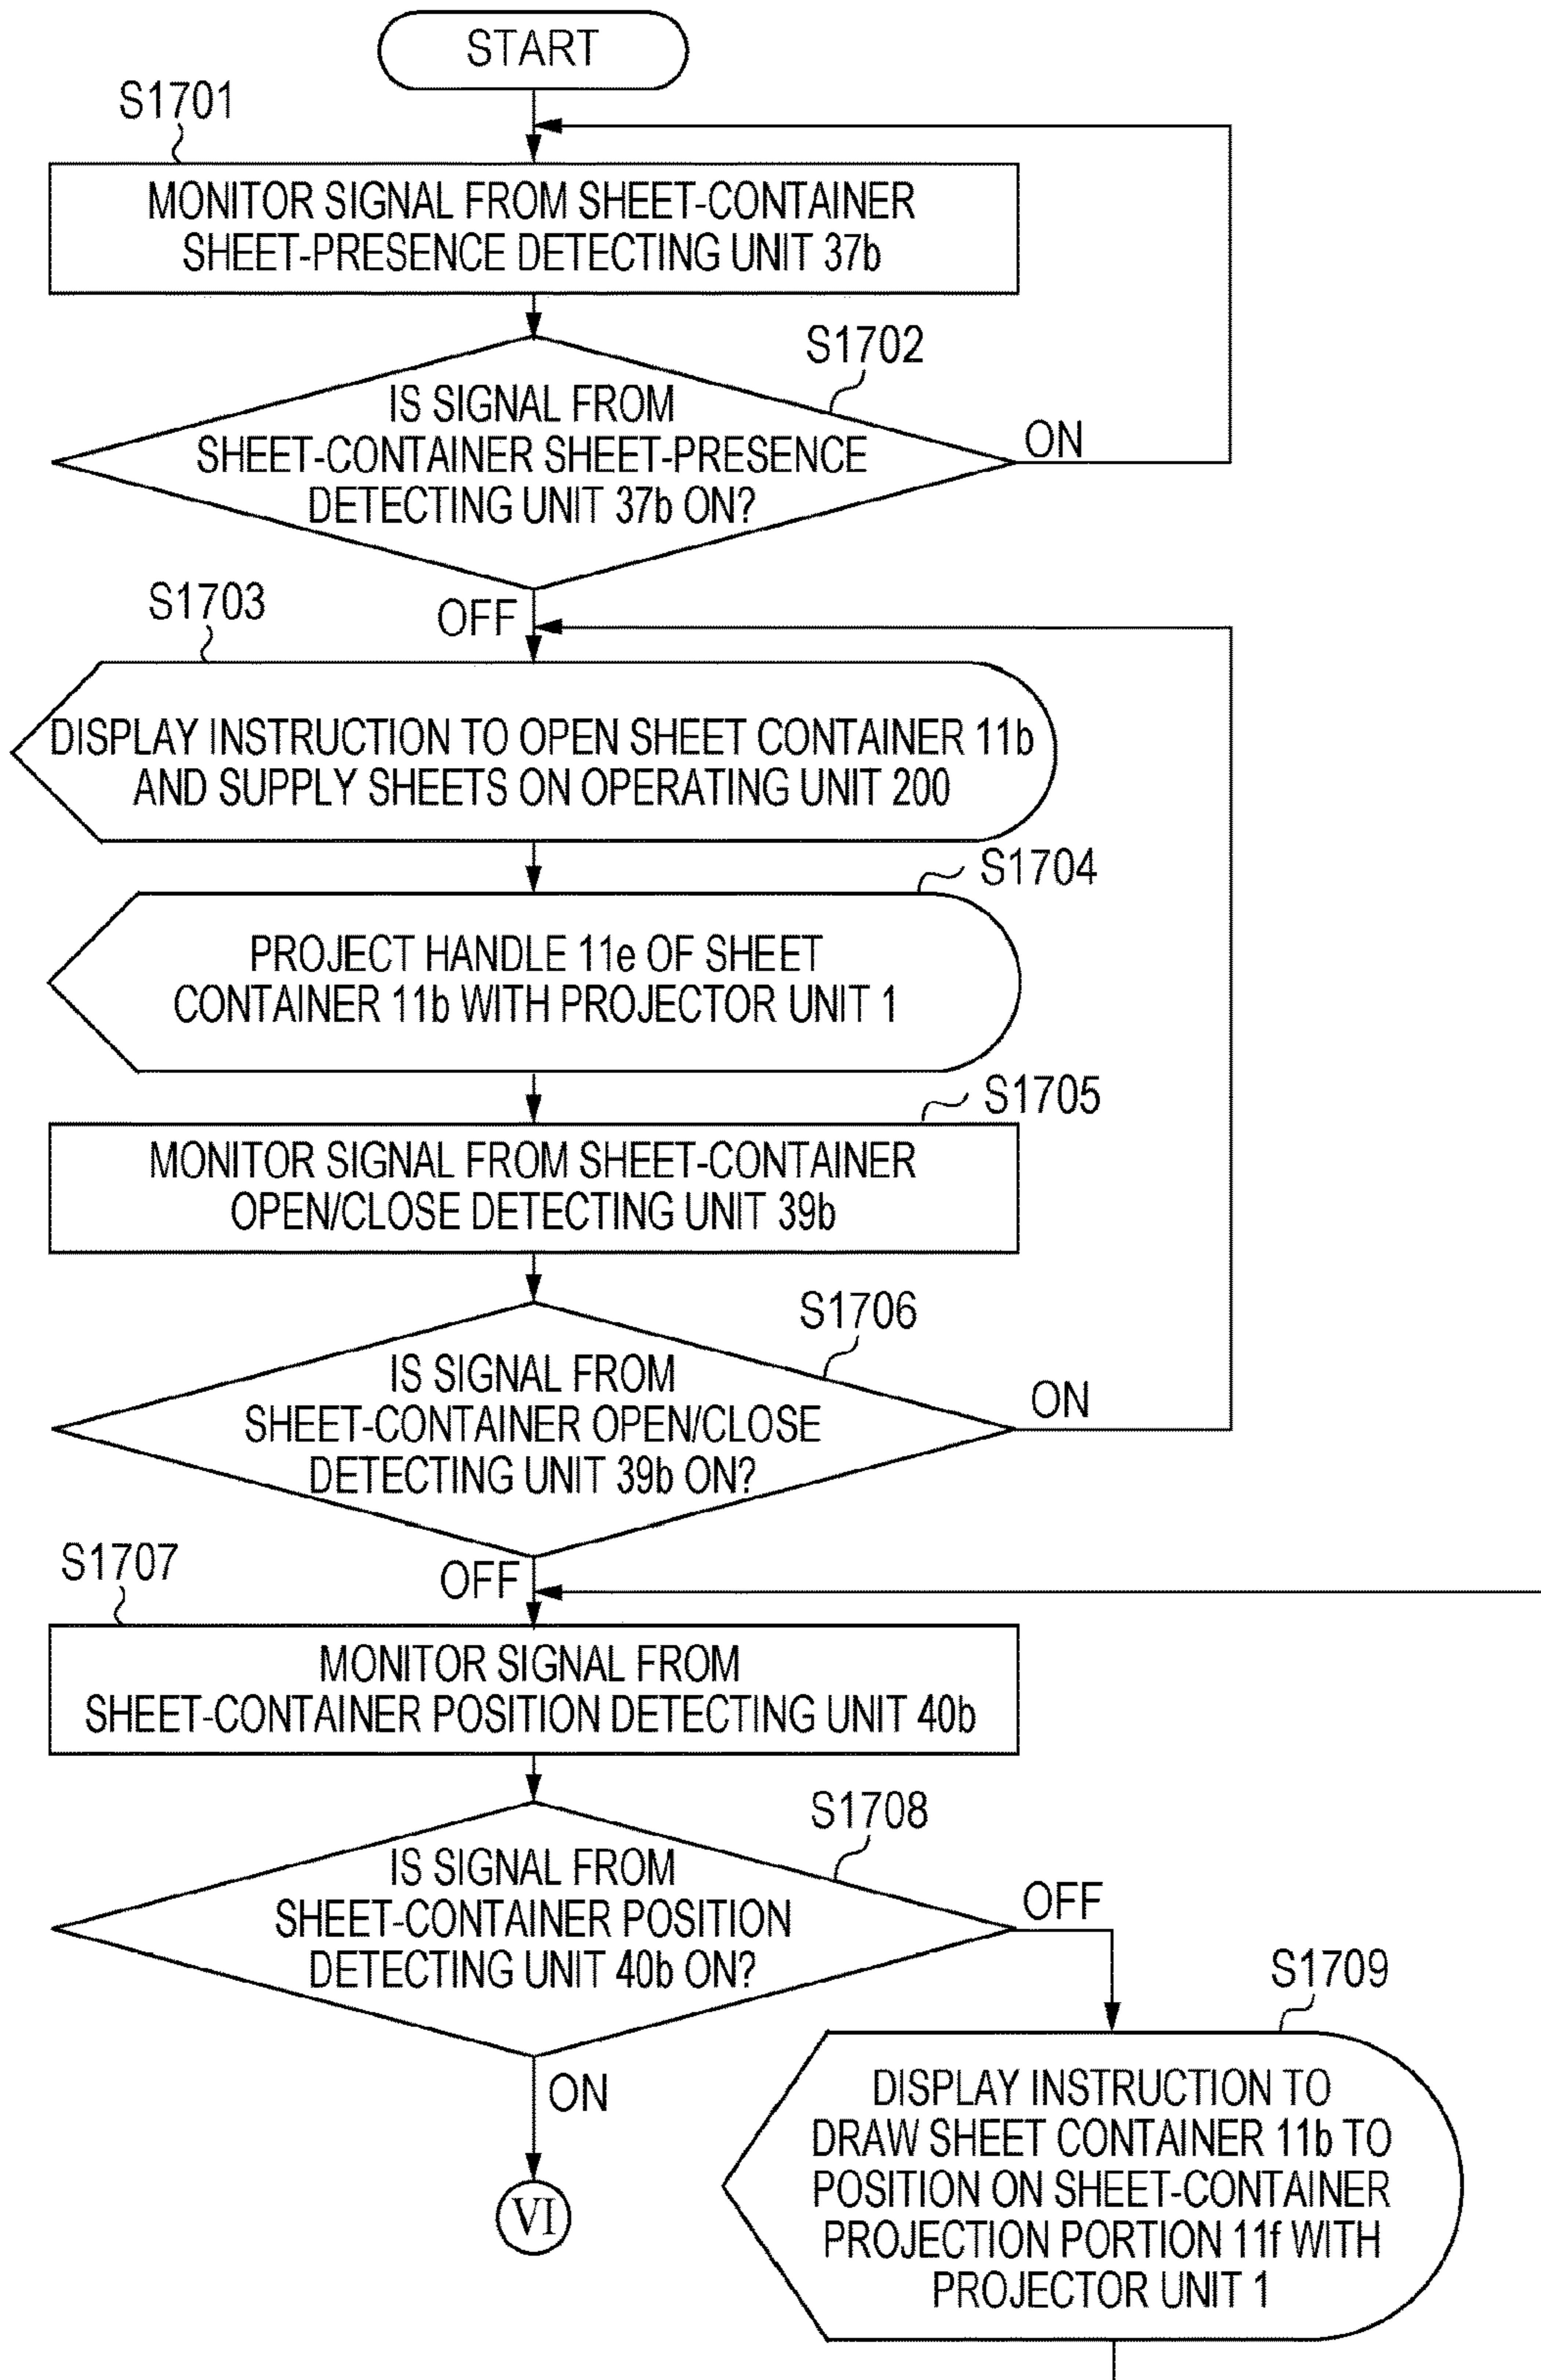 START
S1701
MONITOR SIGNAL FROM SHEET-CONTAINER
SHEET-PRESENCE DETECTING UNIT 37b
S1702
IS SIGNAL FROM
SHEET-CONTAINER SHEET-PRESENCE
DETECTING UNIT 37b ON?
ON
OFF
S1703
DISPLAY INSTRUCTION TO OPEN SHEET CONTAINER 11b
AND SUPPLY SHEETS ON OPERATING UNIT 200
S1704
PROJECT HANDLE 11e OF SHEET
CONTAINER 11b WITH PROJECTOR UNIT 1
S1705
MONITOR SIGNAL FROM SHEET-CONTAINER
OPEN/CLOSE DETECTING UNIT 39b
S1706
IS SIGNAL FROM
SHEET-CONTAINER OPEN/CLOSE
DETECTING UNIT 39b ON?
ON
OFF
S1707
MONITOR SIGNAL FROM
SHEET-CONTAINER POSITION DETECTING UNIT 40b
S1708
IS SIGNAL FROM
SHEET-CONTAINER POSITION
DETECTING UNIT 40b ON?
OFF
ON
VI
S1709
DISPLAY INSTRUCTION TO
DRAW SHEET CONTAINER 11b TO
POSITION ON SHEET-CONTAINER
PROJECTION PORTION 11f WITH
PROJECTOR UNIT 1